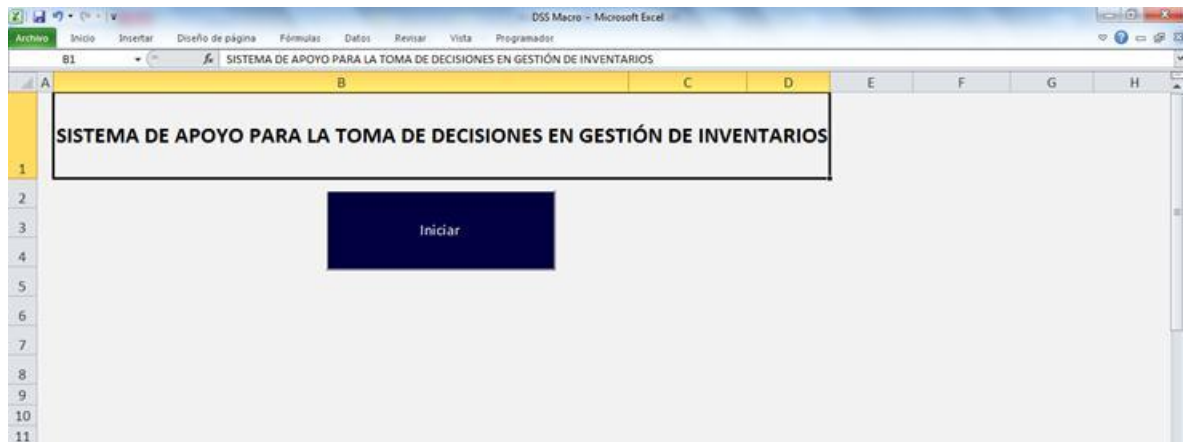 DSS Macro - Microsoft Excel
Archivo Inicio Insertar Diseño de página Fórmulas Datos Revisar Vista Programador
B1 fx SISTEMA DE APOYO PARA LA TOMA DE DECISIONES EN GESTIÓN DE INVENTARIOS
A B C D E F G H
SISTEMA DE APOYO PARA LA TOMA DE DECISIONES EN GESTIÓN DE INVENTARIOS
1
2
3 Iniciar
4
5
6
7
8
9
10
11